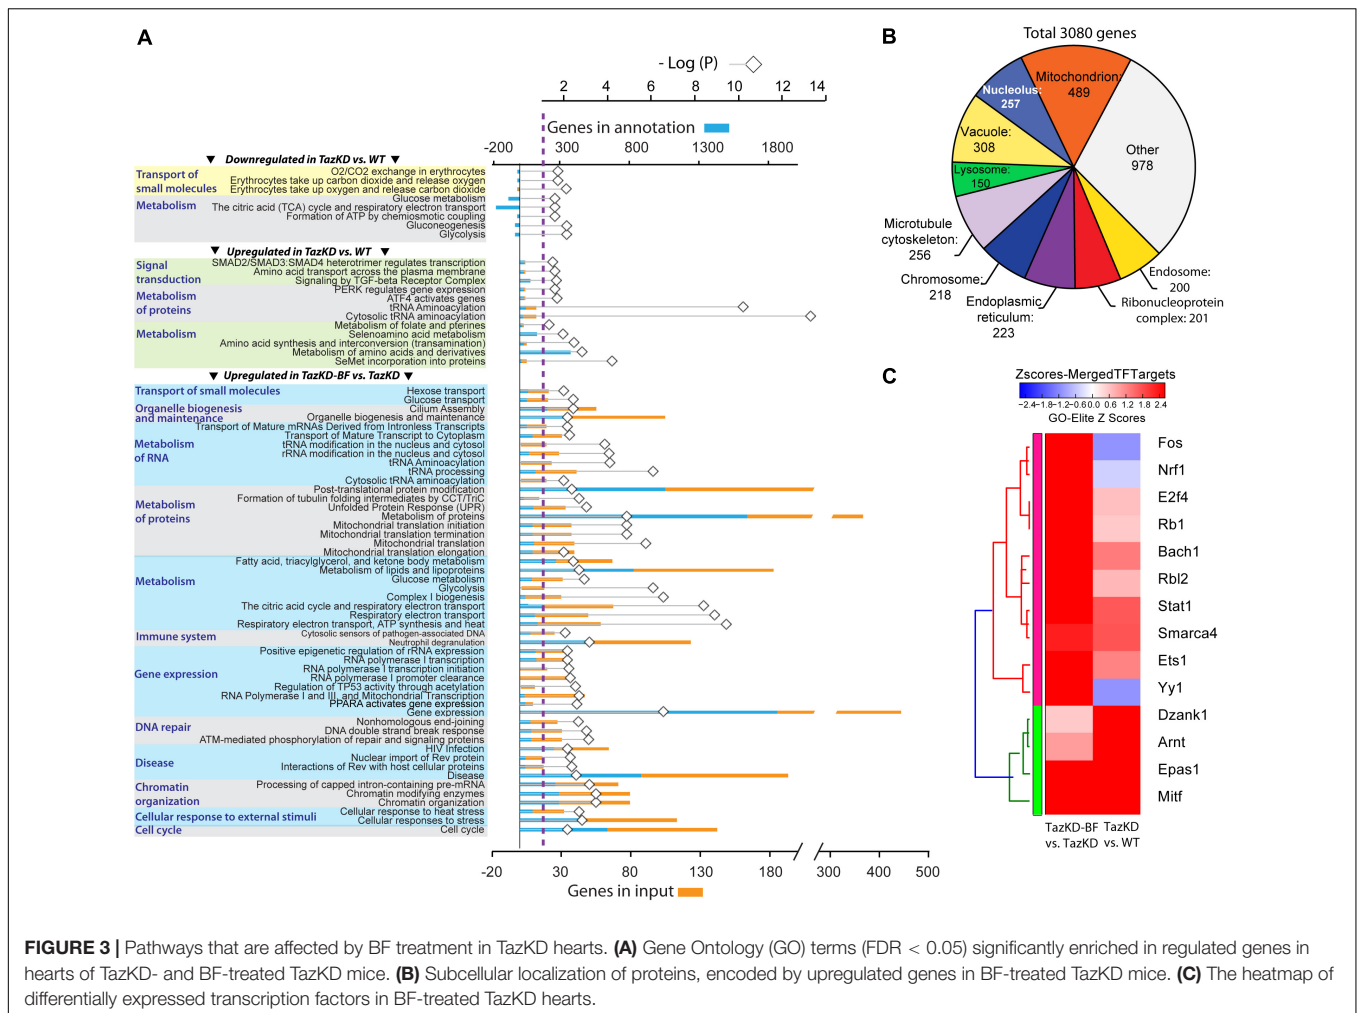 A
- Log (P)
2 4 6 8 10 12 14
Genes in annotation
-200 300 800 1300 1800
▼ Downregulated in TazKD vs. WT ▼
Transport of
small molecules
O2/CO2 exchange in erythrocytes
Erythrocytes take up carbon dioxide and release oxygen
Erythrocytes take up oxygen and release carbon dioxide
Metabolism
Glucose metabolism
The citric acid (TCA) cycle and respiratory electron transport
Formation of ATP by chemiosmotic coupling
Gluconeogenesis
Glycolysis
▼ Upregulated in TazKD vs. WT ▼
Signal
transduction
SMAD2/SMAD3:SMAD4 heterotrimer regulates transcription
Amino acid transport across the plasma membrane
Signaling by TGF-beta Receptor Complex
Metabolism
of proteins
PERK regulates gene expression
ATF4 activates genes
tRNA Aminoacylation
Cytosolic tRNA aminoacylation
Metabolism
Metabolism of folate and pterines
Selenoamino acid metabolism
Amino acid synthesis and interconversion (transamination)
Metabolism of amino acids and derivatives
SeMet incorporation into proteins
▼ Upregulated in TazKD-BF vs. TazKD ▼
Transport of small molecules
Hexose transport
Glucose transport
Organelle biogenesis
and maintenance
Cilium Assembly
Organelle biogenesis and maintenance
Metabolism
of RNA
Transport of Mature mRNAs Derived from Intronless Transcripts
Transport of Mature Transcript to Cytoplasm
tRNA modification in the nucleus and cytosol
rRNA modification in the nucleus and cytosol
tRNA Aminoacylation
tRNA processing
Cytosolic tRNA aminoacylation
Metabolism
of proteins
Post-translational protein modification
Formation of tubulin folding intermediates by CCT/TriC
Unfolded Protein Response (UPR)
Metabolism of proteins
Mitochondrial translation initiation
Mitochondrial translation termination
Mitochondrial translation
Mitochondrial translation elongation
Metabolism
Fatty acid, triacylglycerol, and ketone body metabolism
Metabolism of lipids and lipoproteins
Glucose metabolism
Glycolysis
Complex I biogenesis
The citric acid cycle and respiratory electron transport
Respiratory electron transport
Respiratory electron transport, ATP synthesis and heat
Immune system
Cytosolic sensors of pathogen-associated DNA
Neutrophil degranulation
Gene expression
Positive epigenetic regulation of rRNA expression
RNA polymerase I transcription
RNA polymerase I transcription initiation
RNA polymerase I promoter clearance
Regulation of TP53 activity through acetylation
RNA Polymerase I and III, and Mitochondrial Transcription
PPARA activates gene expression
Gene expression
DNA repair
Nonhomologous end-joining
DNA double strand break response
ATM-mediated phosphorylation of repair and signaling proteins
Disease
HIV Infection
Nuclear import of Rev protein
Interactions of Rev with host cellular proteins
Disease
Chromatin
organization
Processing of capped intron-containing pre-mRNA
Chromatin modifying enzymes
Chromatin organization
Cellular response to external stimuli
Cellular response to heat stress
Cellular responses to stress
Cell cycle
Cell cycle
-20 30 80 130 180 300 400 500
Genes in input
B
Total 3080 genes
Mitochondrion:
489
Other
978
Endosome:
200
Ribonucleoprotein
complex: 201
Endoplasmic
reticulum:
223
Chromosome:
218
Microtubule
cytoskeleton:
256
Lysosome:
150
Vacuole:
308
Nucleolus:
257
C
Zscores-MergedTFTargets
-2.4 -1.8 -1.2 -0.6 0.0 0.6 1.2 1.8 2.4
GO-Elite Z Scores
Fos
Nrf1
E2f4
Rb1
Bach1
Rbl2
Stat1
Smarca4
Ets1
Yy1
Dzank1
Arnt
Epas1
Mitf
TazKD-BF TazKD
vs. TazKD vs. WT
FIGURE 3 | Pathways that are affected by BF treatment in TazKD hearts. (A) Gene Ontology (GO) terms (FDR < 0.05) significantly enriched in regulated genes in
hearts of TazKD- and BF-treated TazKD mice. (B) Subcellular localization of proteins, encoded by upregulated genes in BF-treated TazKD mice. (C) The heatmap of
differentially expressed transcription factors in BF-treated TazKD hearts.